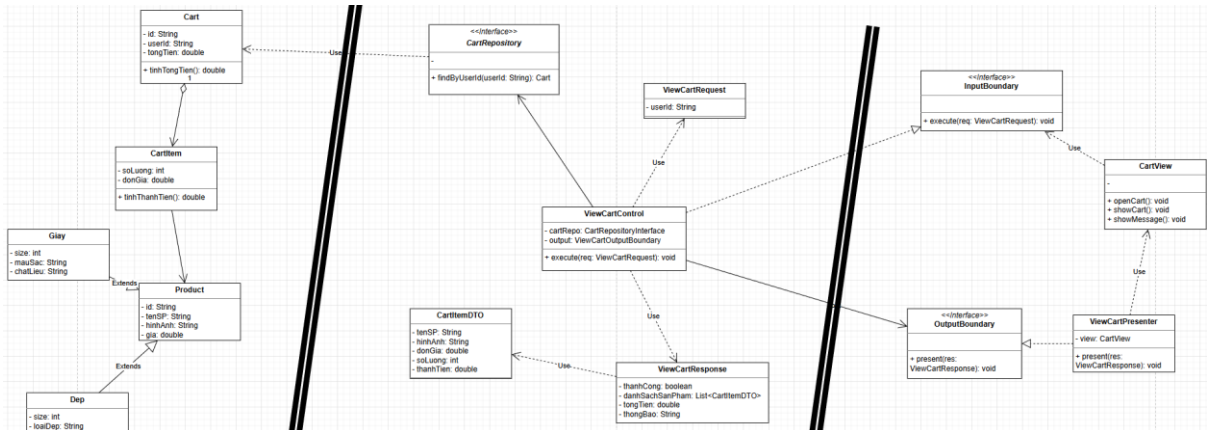 Cart
- id: String
- userId: String
- tongTien: double
+ tinhTongTien(): double
1
CartItem
- soLuong: int
- donGia: double
+ tinhThanhTien(): double
Giay
- size: int
- mauSac: String
- chatLieu: String
Extends
Product
- id: String
- tenSP: String
- hinhAnh: String
- gia: double
Extends
Dep
- size: int
- loaiDep: String
Use
<<Interface>>
CartRepository
-
+ findByUserId(userId: String): Cart
ViewCartRequest
- userId: String
Use
ViewCartControl
- cartRepo: CartRepositoryInterface
- output: ViewCartOutputBoundary
+ execute(req: ViewCartRequest): void
Use
CartItemDTO
- tenSP: String
- hinhAnh: String
- donGia: double
- soLuong: int
- thanhTien: double
Use
ViewCartResponse
- thanhCong: boolean
- danhSachSanPham: List<CartItemDTO>
- tongTien: double
- thongBao: String
<<Interface>>
InputBoundary
+ execute(req: ViewCartRequest): void
Use
CartView
-
+ openCart(): void
+ showCart(): void
+ showMessage(): void
Use
<<Interface>>
OutputBoundary
+ present(res:
ViewCartResponse): void
ViewCartPresenter
- view: CartView
+ present(res:
ViewCartResponse): void